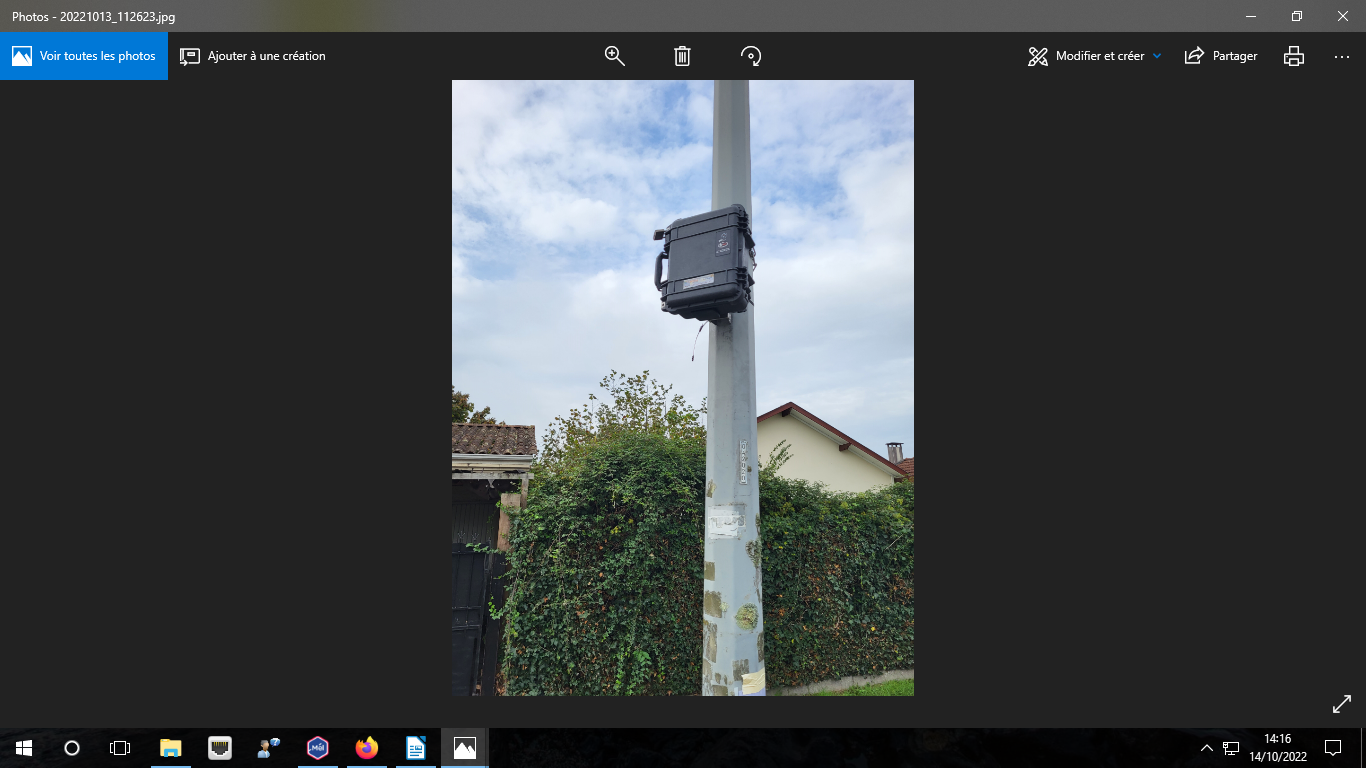 Photos - 20221013_112623.jpg
Voir toutes les photos
Ajouter à une création
Modifier et créer
Partager
14:16
14/10/2022